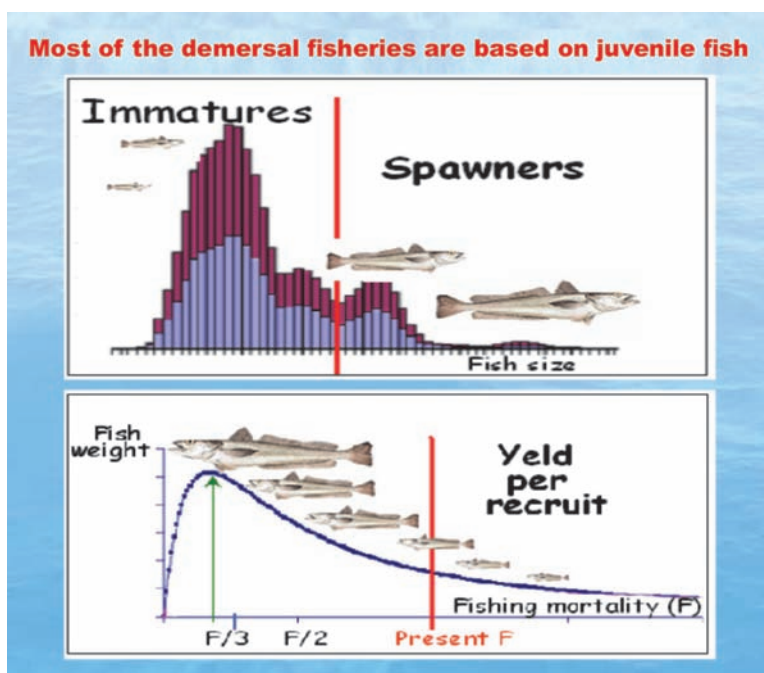 Most of the demersal fisheries are based on juvenile fish
Immatures
Spawners
Fish size
Fish
weight
Yeld
per
recruit
Fishing mortality (F)
F/3 F/2 Present F